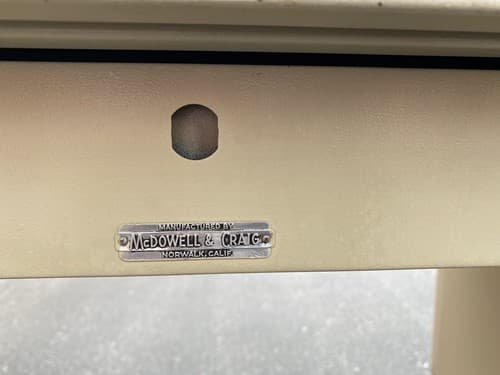 MANUFACTURED BY
McDOWELL & CRAIG
NORWALK, CALIF